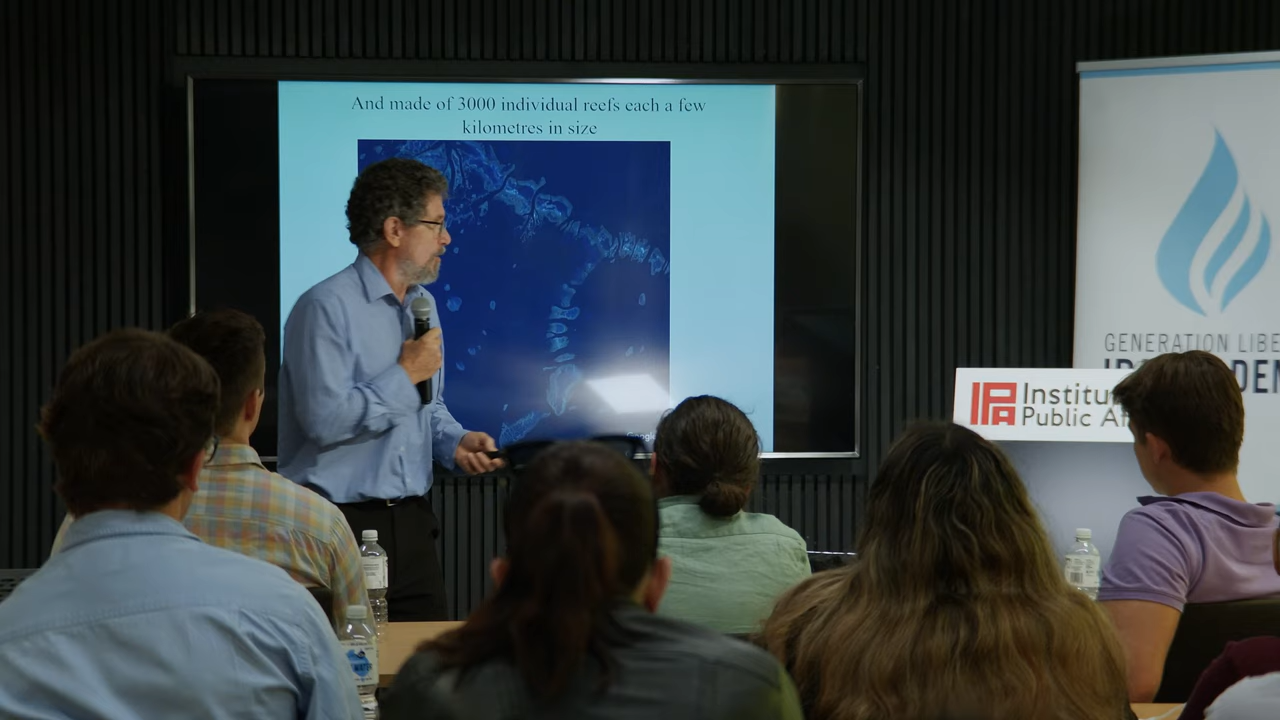 And made of 3000 individual reefs each a few
kilometres in size
GENERATION LIBE
IPA
Institu
Public Af